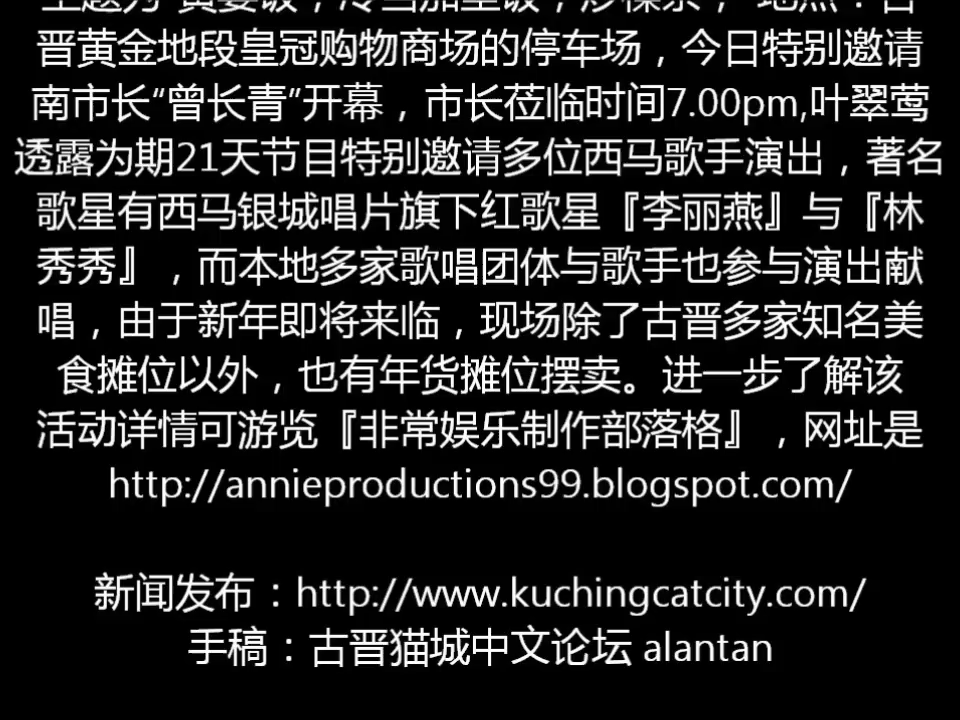 晋黄金地段皇冠购物商场的停车场，今日特别邀请
南市长“曾长青”开幕，市长莅临时间7.00pm,叶翠莺
透露为期21天节目特别邀请多位西马歌手演出，著名
歌星有西马银城唱片旗下红歌星『李丽燕』与『林
秀秀』，而本地多家歌唱团体与歌手也参与演出献
唱，由于新年即将来临，现场除了古晋多家知名美
食摊位以外，也有年货摊位摆卖。进一步了解该
活动详情可游览『非常娱乐制作部落格』，网址是
http://annieproductions99.blogspot.com/
新闻发布：http://www.kuchingcatcity.com/
手稿：古晋猫城中文论坛 alantan